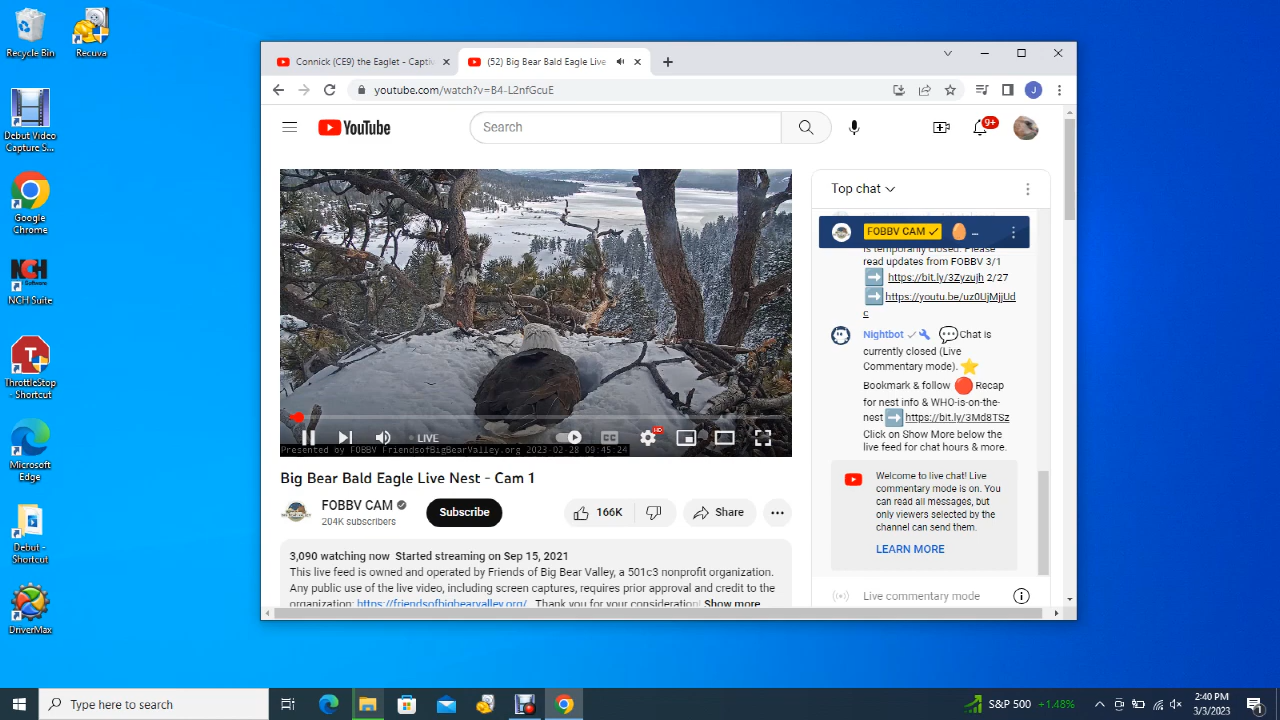 Recycle Bin
Recuva
Debut Video
Capture S...
Google
Chrome
NCH Suite
ThrottleStop
- Shortcut
Microsoft
Edge
Debut -
Shortcut
DriverMax
Connick (CE9) the Eaglet - Captiv
(52) Big Bear Bald Eagle Live
youtube.com/watch?v=B4-L2nfGcuE
J
YouTube
Search
9+
LIVE
CC
HD
Presented by FOBBV FriendsofBigBearValley.org 2023-02-28 09:45:24
Big Bear Bald Eagle Live Nest - Cam 1
FOBBV CAM
204K subscribers
Subscribe
166K
Share
3,090 watching now Started streaming on Sep 15, 2021
This live feed is owned and operated by Friends of Big Bear Valley, a 501c3 nonprofit organization.
Any public use of the live video, including screen captures, requires prior approval and credit to the
organization: https://friendsofbigbearvalley.org/ . Thank you for your consideration! Show more
Top chat
FOBBV CAM ...
is temporarily closed. Please
read updates from FOBBV 3/1
https://bit.ly/3Zyzujh 2/27
https://youtu.be/uz0UjMjjUd
c
Nightbot Chat is
currently closed (Live
Commentary mode).
Bookmark & follow Recap
for nest info & WHO-is-on-the-
nest https://bit.ly/3Md8TSz
Click on Show More below the
live feed for chat hours & more.
Welcome to live chat! Live
commentary mode is on. You
can read all messages, but
only viewers selected by the
channel can send them.
LEARN MORE
Live commentary mode
Type here to search
S&P 500 +1.48%
2:40 PM
3/3/2023
1